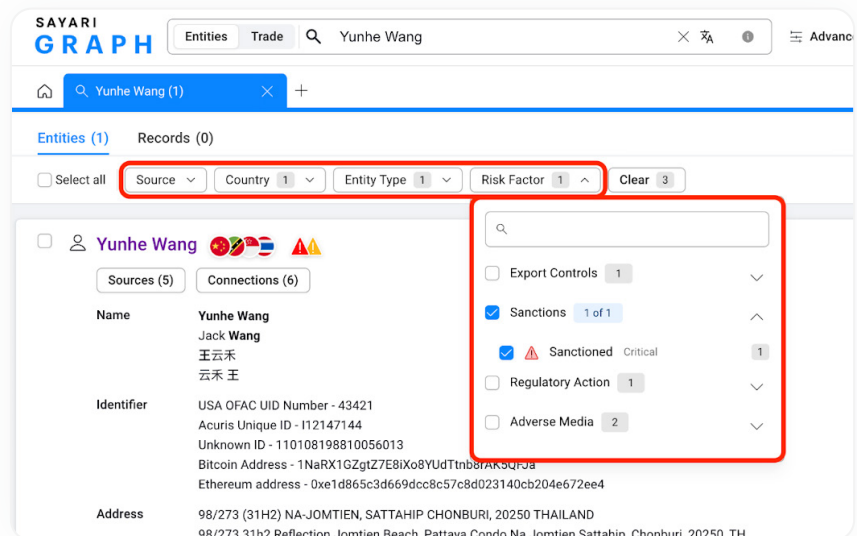 SAYARI
GRAPH
Entities Trade Yunhe Wang Advanc
Yunhe Wang (1)
Entities (1) Records (0)
Select all Source Country 1 Entity Type 1 Risk Factor 1 Clear 3
Yunhe Wang
Sources (5) Connections (6)
Export Controls 1
Sanctions 1 of 1
Sanctioned Critical 1
Regulatory Action 1
Adverse Media 2
Name Yunhe Wang
Jack Wang
王云禾
云禾 王
Identifier USA OFAC UID Number - 43421
Acuris Unique ID - I12147144
Unknown ID - 110108198810056013
Bitcoin Address - 1NaRX1GZgtZ7E8iXo8YUdTtnb8rAK5QFJa
Ethereum address - 0xe1d865c3d669dcc8c57c8d023140cb204e672ee4
Address 98/273 (31H2) NA-JOMTIEN, SATTAHIP CHONBURI, 20250 THAILAND
98/273 31h2 Reflection Jomtien Beach, Pattaya Condo Na Jomtien Sattahip, Chonburi, 20250, TH